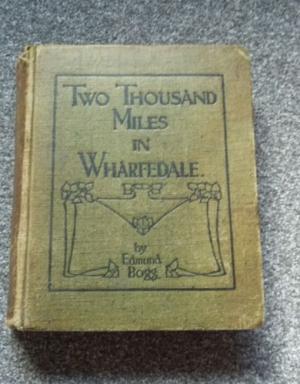 TWO THOUSAND
MILES
IN
WHARFEDALE.
by
Edmund
Bogg.